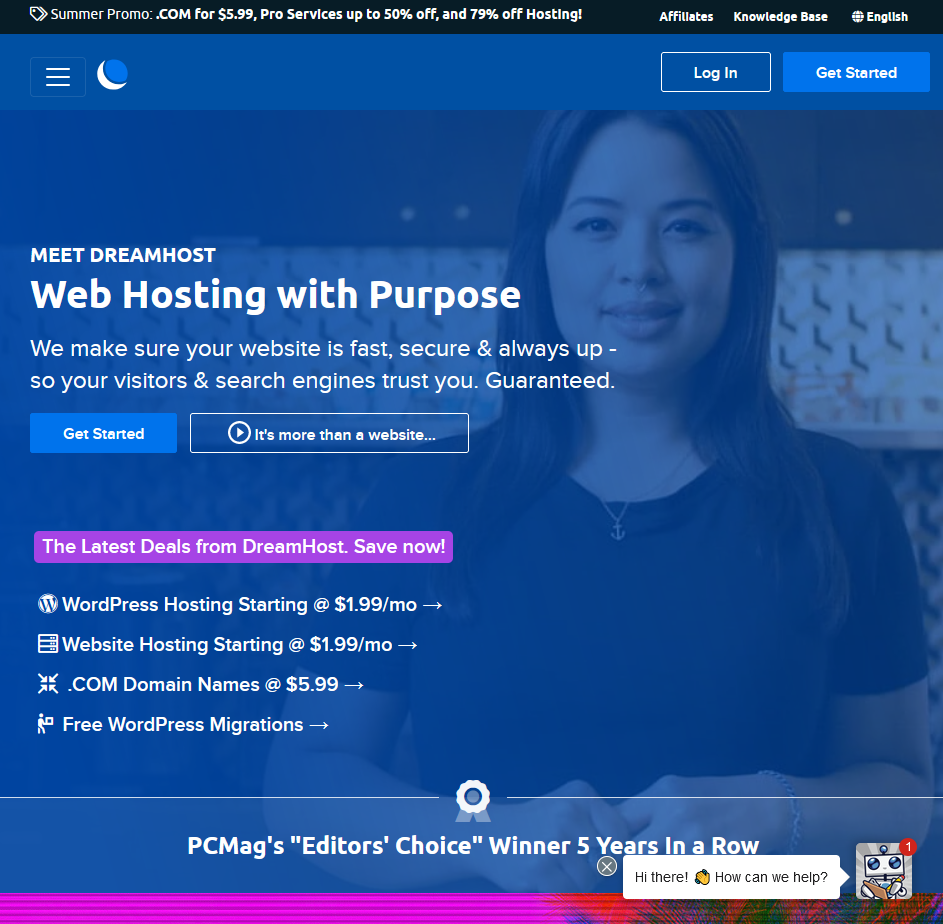 Summer Promo: .COM for $5.99, Pro Services up to 50% off, and 79% off Hosting!
Affiliates
Knowledge Base
English
Log In
Get Started
MEET DREAMHOST
Web Hosting with Purpose
We make sure your website is fast, secure & always up -
so your visitors & search engines trust you. Guaranteed.
Get Started
It's more than a website...
The Latest Deals from DreamHost. Save now!
WordPress Hosting Starting @ $1.99/mo →
Website Hosting Starting @ $1.99/mo →
.COM Domain Names @ $5.99 →
Free WordPress Migrations →
PCMag's "Editors' Choice" Winner 5 Years In a Row
Hi there! 👋 How can we help?
1